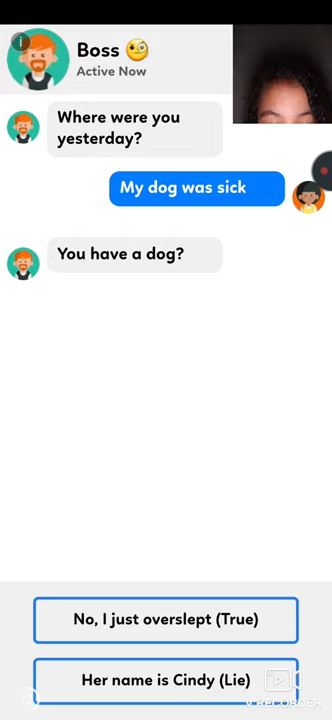 Boss
Active Now
Where were you
yesterday?
My dog was sick
You have a dog?
No, I just overslept (True)
Her name is Cindy (Lie)
V.RECORDER